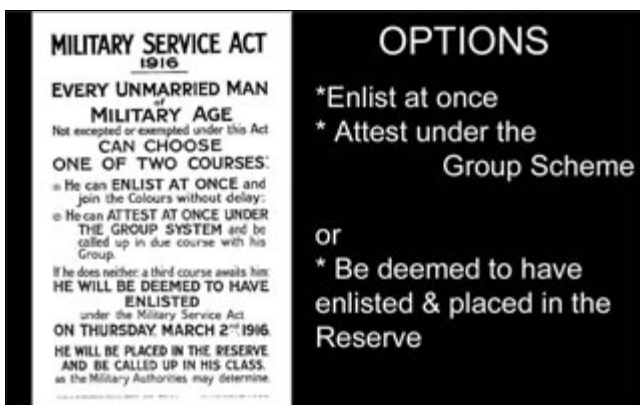 MILITARY SERVICE ACT
1916
EVERY UNMARRIED MAN
of
MILITARY AGE
Not excepted or exempted under this Act
CAN CHOOSE
ONE OF TWO COURSES:
He can ENLIST AT ONCE and
join the Colours without delay:
He can ATTEST AT ONCE UNDER
THE GROUP SYSTEM and be
called up in due course with his
Group.
If he does neither, a third course awaits him:
HE WILL BE DEEMED TO HAVE
ENLISTED
under the Military Service Act
ON THURSDAY, MARCH 2nd 1916.
HE WILL BE PLACED IN THE RESERVE
AND BE CALLED UP IN HIS CLASS,
as the Military Authorities may determine.
OPTIONS
*Enlist at once
* Attest under the
Group Scheme
or
* Be deemed to have
enlisted & placed in the
Reserve